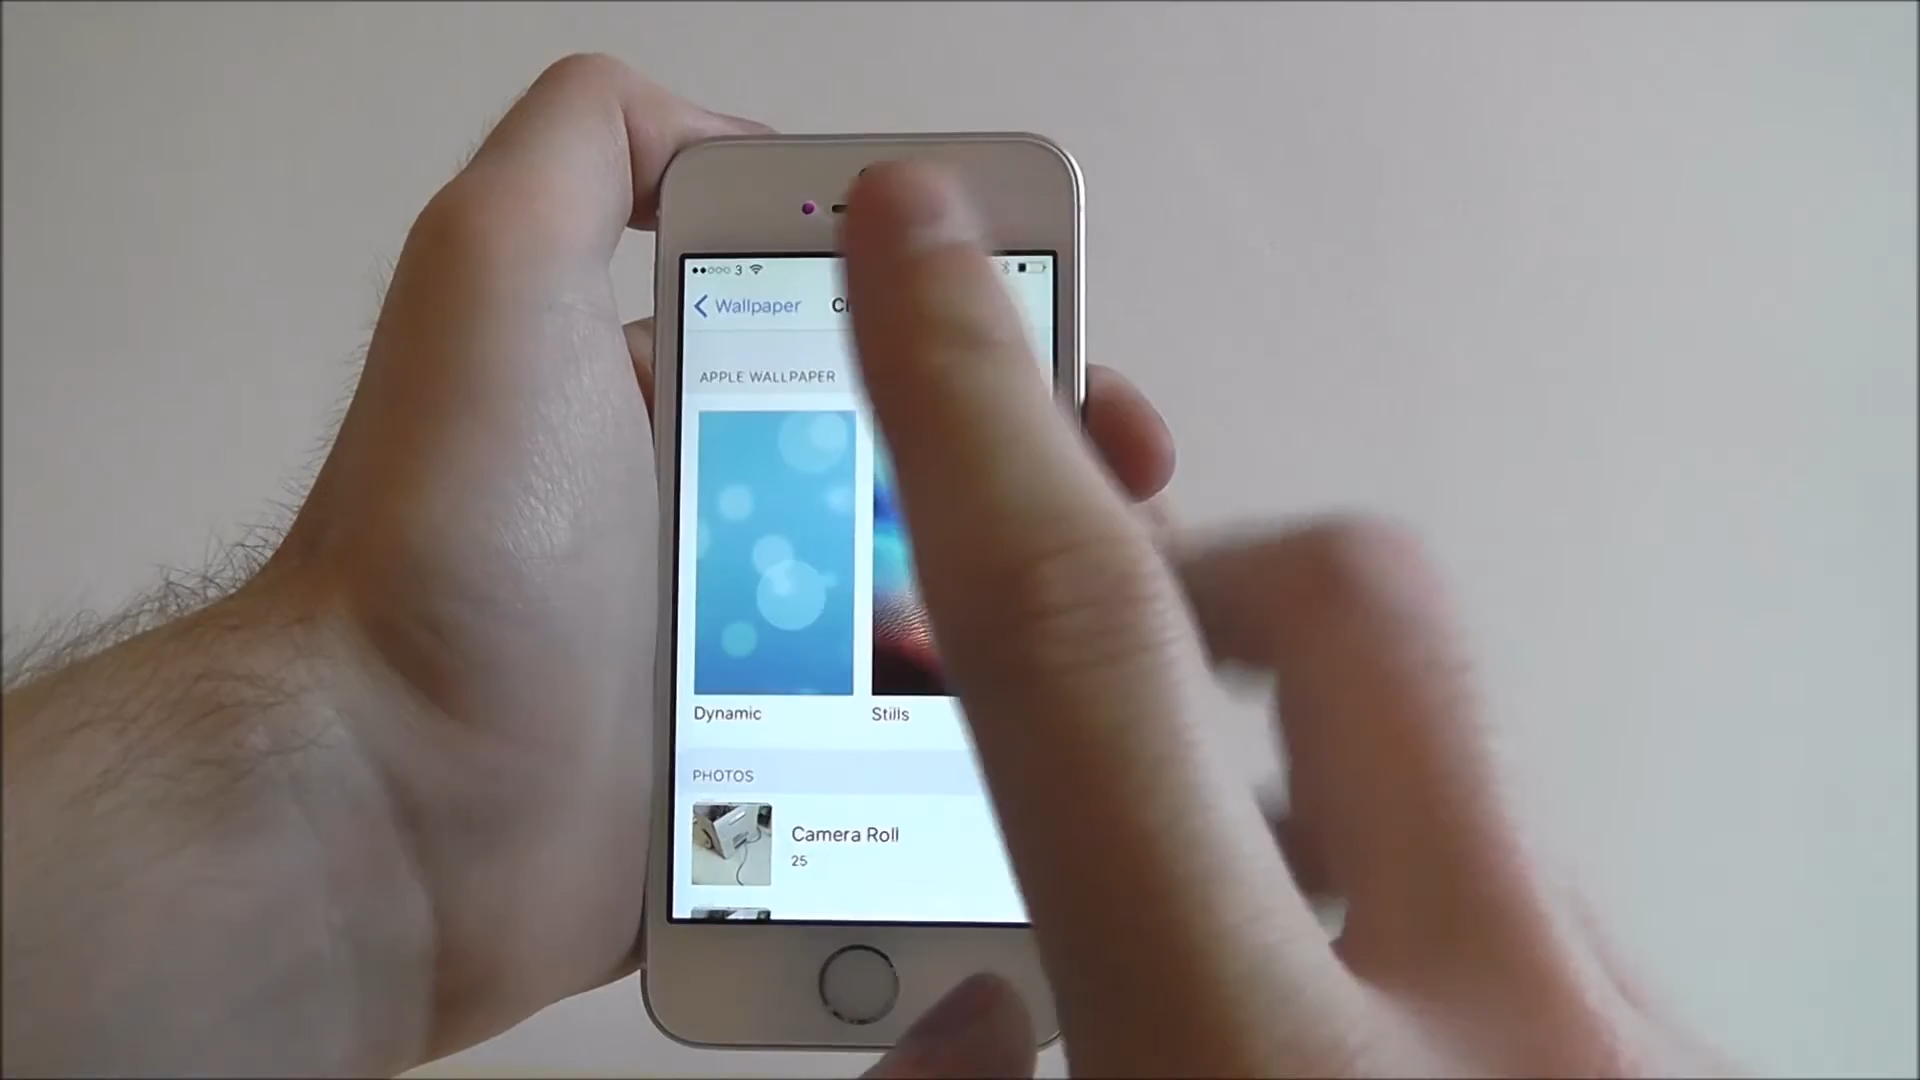 3
Wallpaper
APPLE WALLPAPER
Dynamic
Stills
PHOTOS
Camera Roll
25